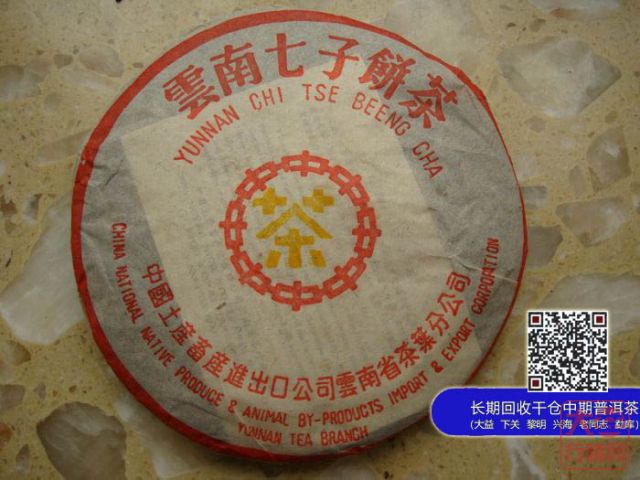 雲南七子餅茶
YUNNAN CHI TSE BEENG CHA
茶
中國土産畜産進出口公司雲南省茶葉分公司
CHINA NATIONAL NATIVE PRODUCE & ANIMAL BY-PRODUCTS IMPORT & EXPORT CORPORATION
YUNNAN TEA BRANCH
长期回收干仓中期普洱茶
(大益 下关 黎明 兴海 老同志 勐库)